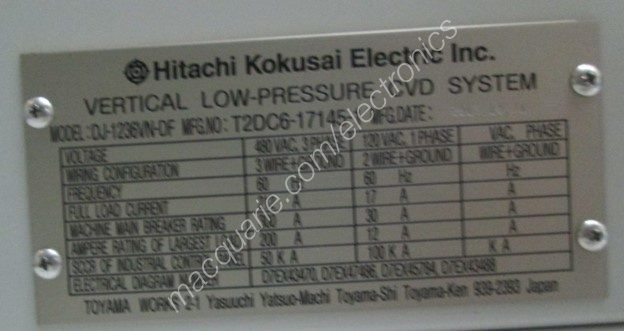 Hitachi Kokusai Electric Inc.
VERTICAL LOW-PRESSURE CVD SYSTEM
MODEL: DJ-1236VN-DF MFG.NO: T2DC6-17145 MFG.DATE:
VOLTAGE 480 VAC, 3 PHASE 120 VAC, 1 PHASE VAC, PHASE
WIRING CONFIGURATION 3 WIRE+GROUND 2 WIRE+GROUND WIRE+GROUND
FREQUENCY 60 60 Hz Hz
FULL LOAD CURRENT A 17 A A
MACHINE MAIN BREAKER RATING A 30 A A
AMPERE RATING OF LARGEST 200 A 12 A A
SCCR OF INDUSTRIAL CONTROL 50 K A 100 K A K A
ELECTRICAL DIAGRAM D7EX43470, D7EX47486, D7EX45784, D7EX43488
TOYAMA WORKS 2-1 Yasuuchi Yatsuo-Machi Toyama-Shi Toyama-Ken 939-2393 Japan
macquarie.com/electronics